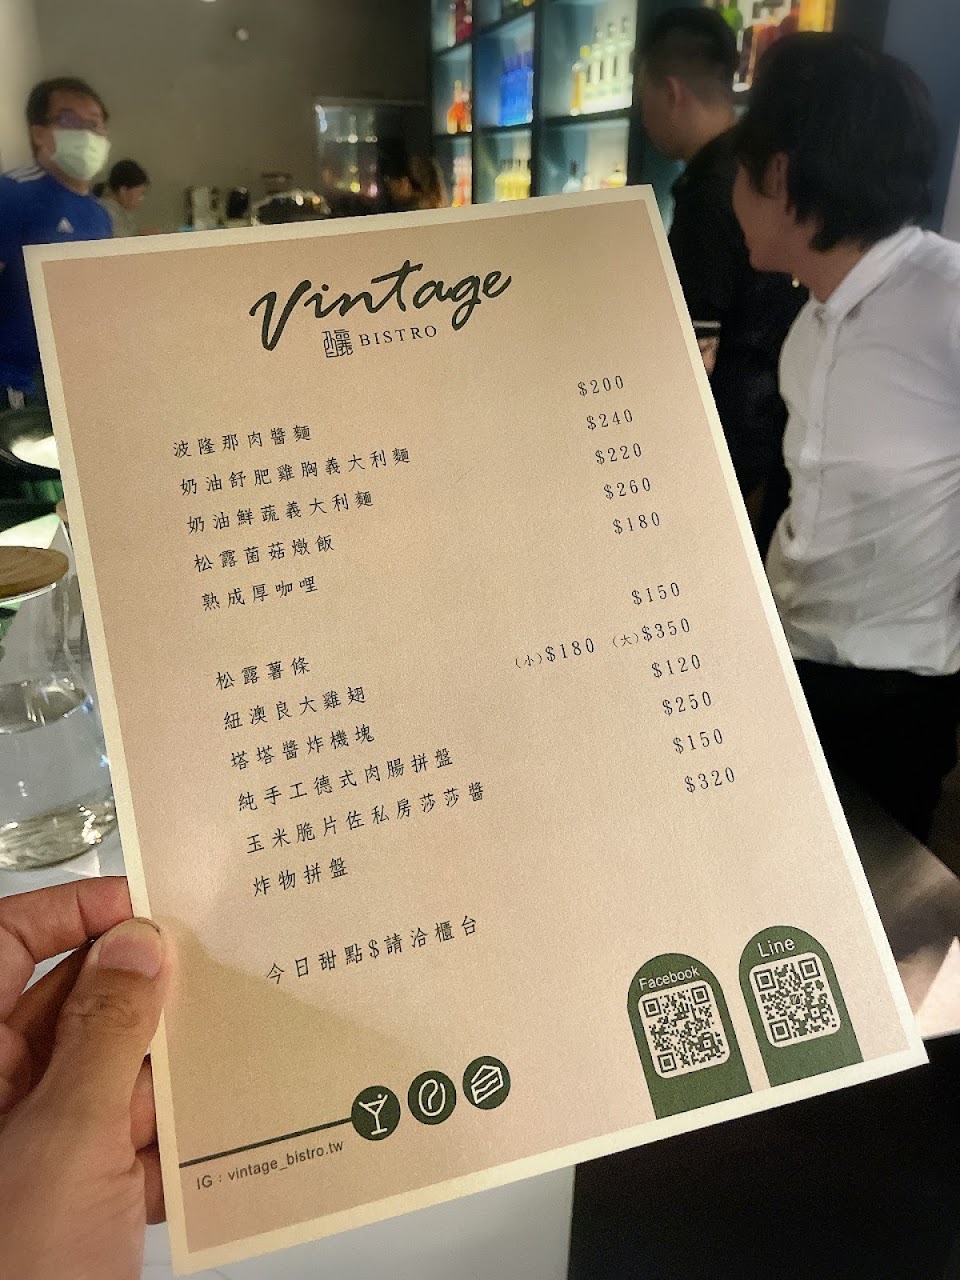 Vintage
釀 BISTRO
波隆那肉醬麵 $200
奶油舒肥雞胸義大利麵 $240
奶油鮮蔬義大利麵 $220
松露菌菇燉飯 $260
熟成厚咖哩 $180
松露薯條 $150
紐澳良大雞翅 (小)$180 (大)$350
塔塔醬炸機塊 $120
純手工德式肉腸拼盤 $250
玉米脆片佐私房莎莎醬 $150
炸物拼盤 $320
今日甜點$請洽櫃台
Facebook
Line
IG : vintage_bistro.tw